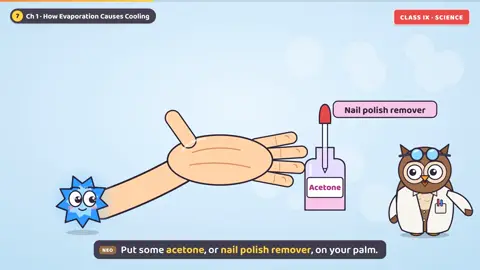 7 Ch 1 · How Evaporation Causes Cooling
CLASS IX · SCIENCE
Nail polish remover
Acetone
NEO Put some acetone, or nail polish remover, on your palm.